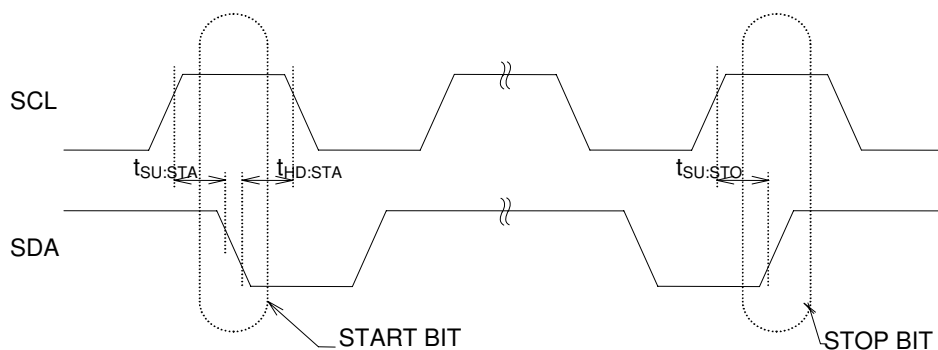 SCL
tSU:STA
tHD:STA
tSU:STO
SDA
START BIT
STOP BIT